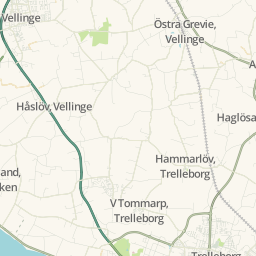 Vellinge
Östra Grevie,
Vellinge
A
Håslöv, Vellinge
Haglösa
Hammarlöv,
Trelleborg
and,
ken
V Tommarp,
Trelleborg
Trelleborg